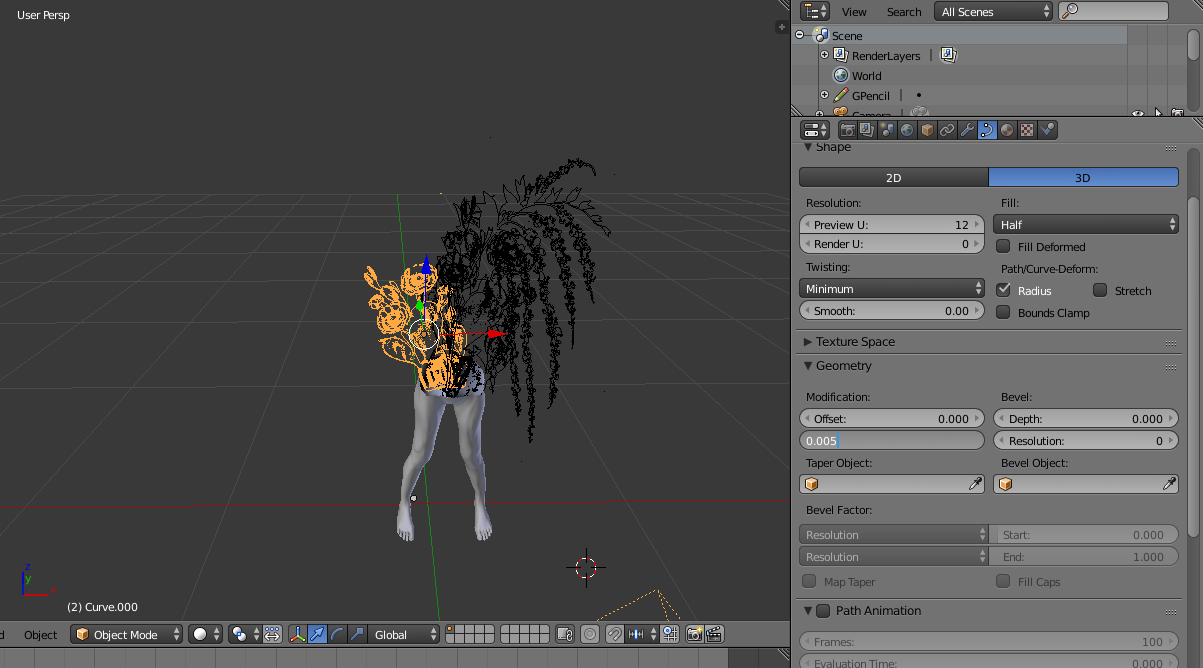 User Persp
View Search All Scenes
Scene
RenderLayers
World
GPencil
Camera
Shape
2D 3D
Resolution: Fill:
Preview U: 12 Half
Render U: 0 Fill Deformed
Twisting: Path/Curve-Deform:
Minimum Radius Stretch
Smooth: 0.00 Bounds Clamp
Texture Space
Geometry
Modification: Bevel:
Offset: 0.000 Depth: 0.000
0.005 Resolution: 0
Taper Object: Bevel Object:
Bevel Factor:
Resolution Start: 0.000
Resolution End: 1.000
Map Taper Fill Caps
Path Animation
Frames: 100
Evaluation Time: 0.000
z
y
x
(2) Curve.000
Object Object Mode Global